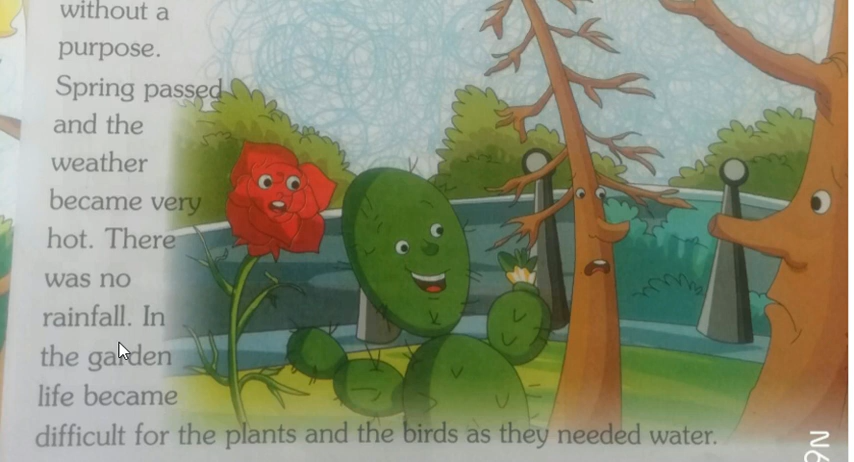 without a
purpose.
Spring passed
and the
weather
became very
hot. There
was no
rainfall. In
the garden
life became
difficult for the plants and the birds as they needed water.